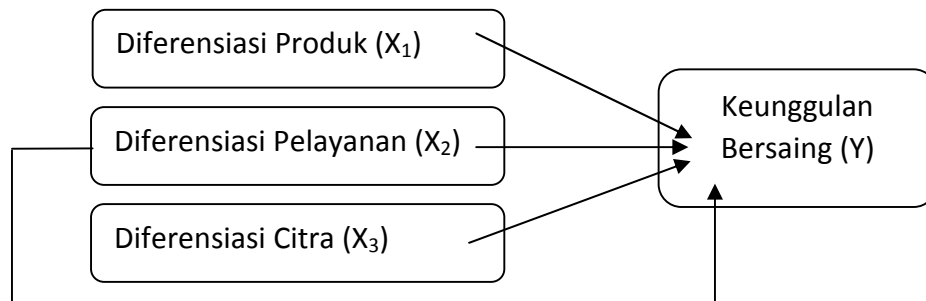 Diferensiasi Produk (X₁)
Diferensiasi Pelayanan (X₂)
Diferensiasi Citra (X₃)
Keunggulan
Bersaing (Y)